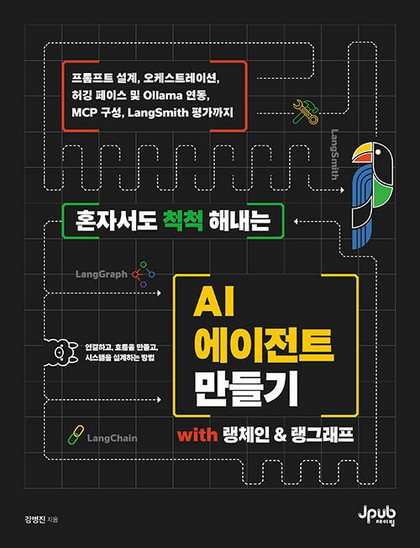 프롬프트 설계, 오케스트레이션,
허깅 페이스 및 Ollama 연동,
MCP 구성, LangSmith 평가까지
LangSmith
혼자서도 척척 해내는
LangGraph
AI
에이전트
만들기
연결하고, 흐름을 만들고,
시스템을 설계하는 방법
with 랭체인 & 랭그래프
LangChain
강병진 지음
Jpub
제이펍